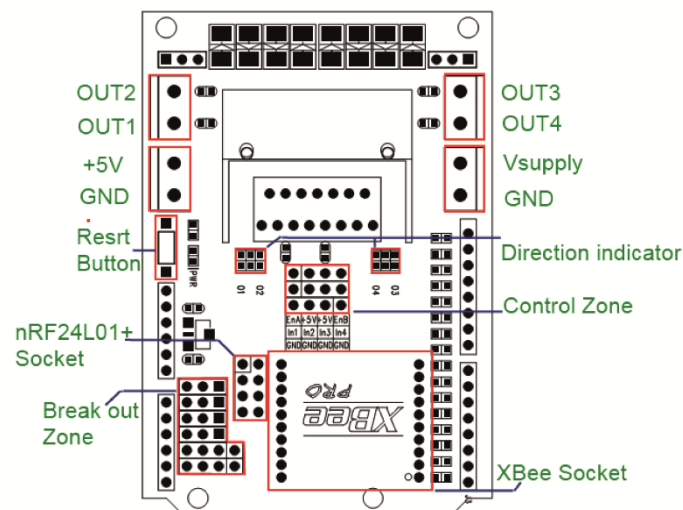 OUT2
OUT1
+5V
GND
Resrt
Button
nRF24L01+
Socket
Break out
Zone
OUT3
OUT4
Vsupply
GND
Direction indicator
Control Zone
XBee Socket
PWR
O1 O2
O4 O3
EnA +5V +5V EnB
In1 In2 In3 In4
GND GND GND GND
XBee
PRO